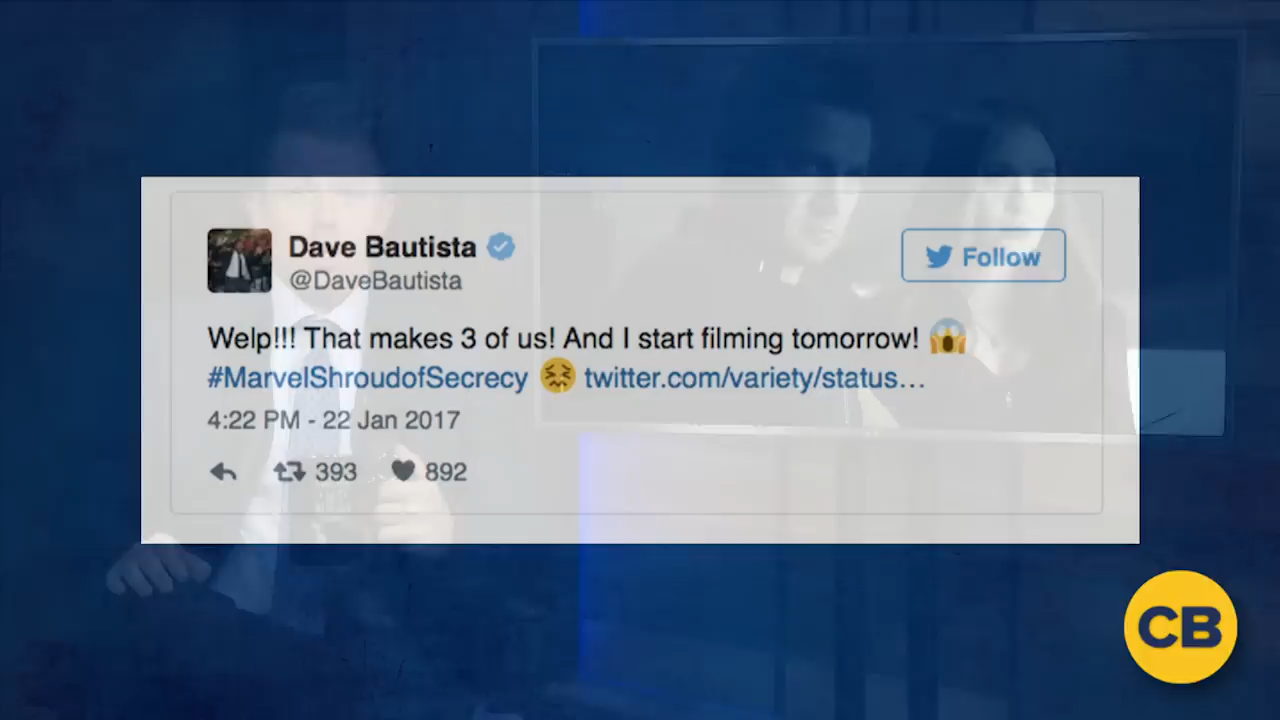 Dave Bautista
@DaveBautista
Follow
Welp!!! That makes 3 of us! And I start filming tomorrow! 😱
#MarvelShroudofSecrecy 😖 twitter.com/variety/status…
4:22 PM - 22 Jan 2017
393 892
CB